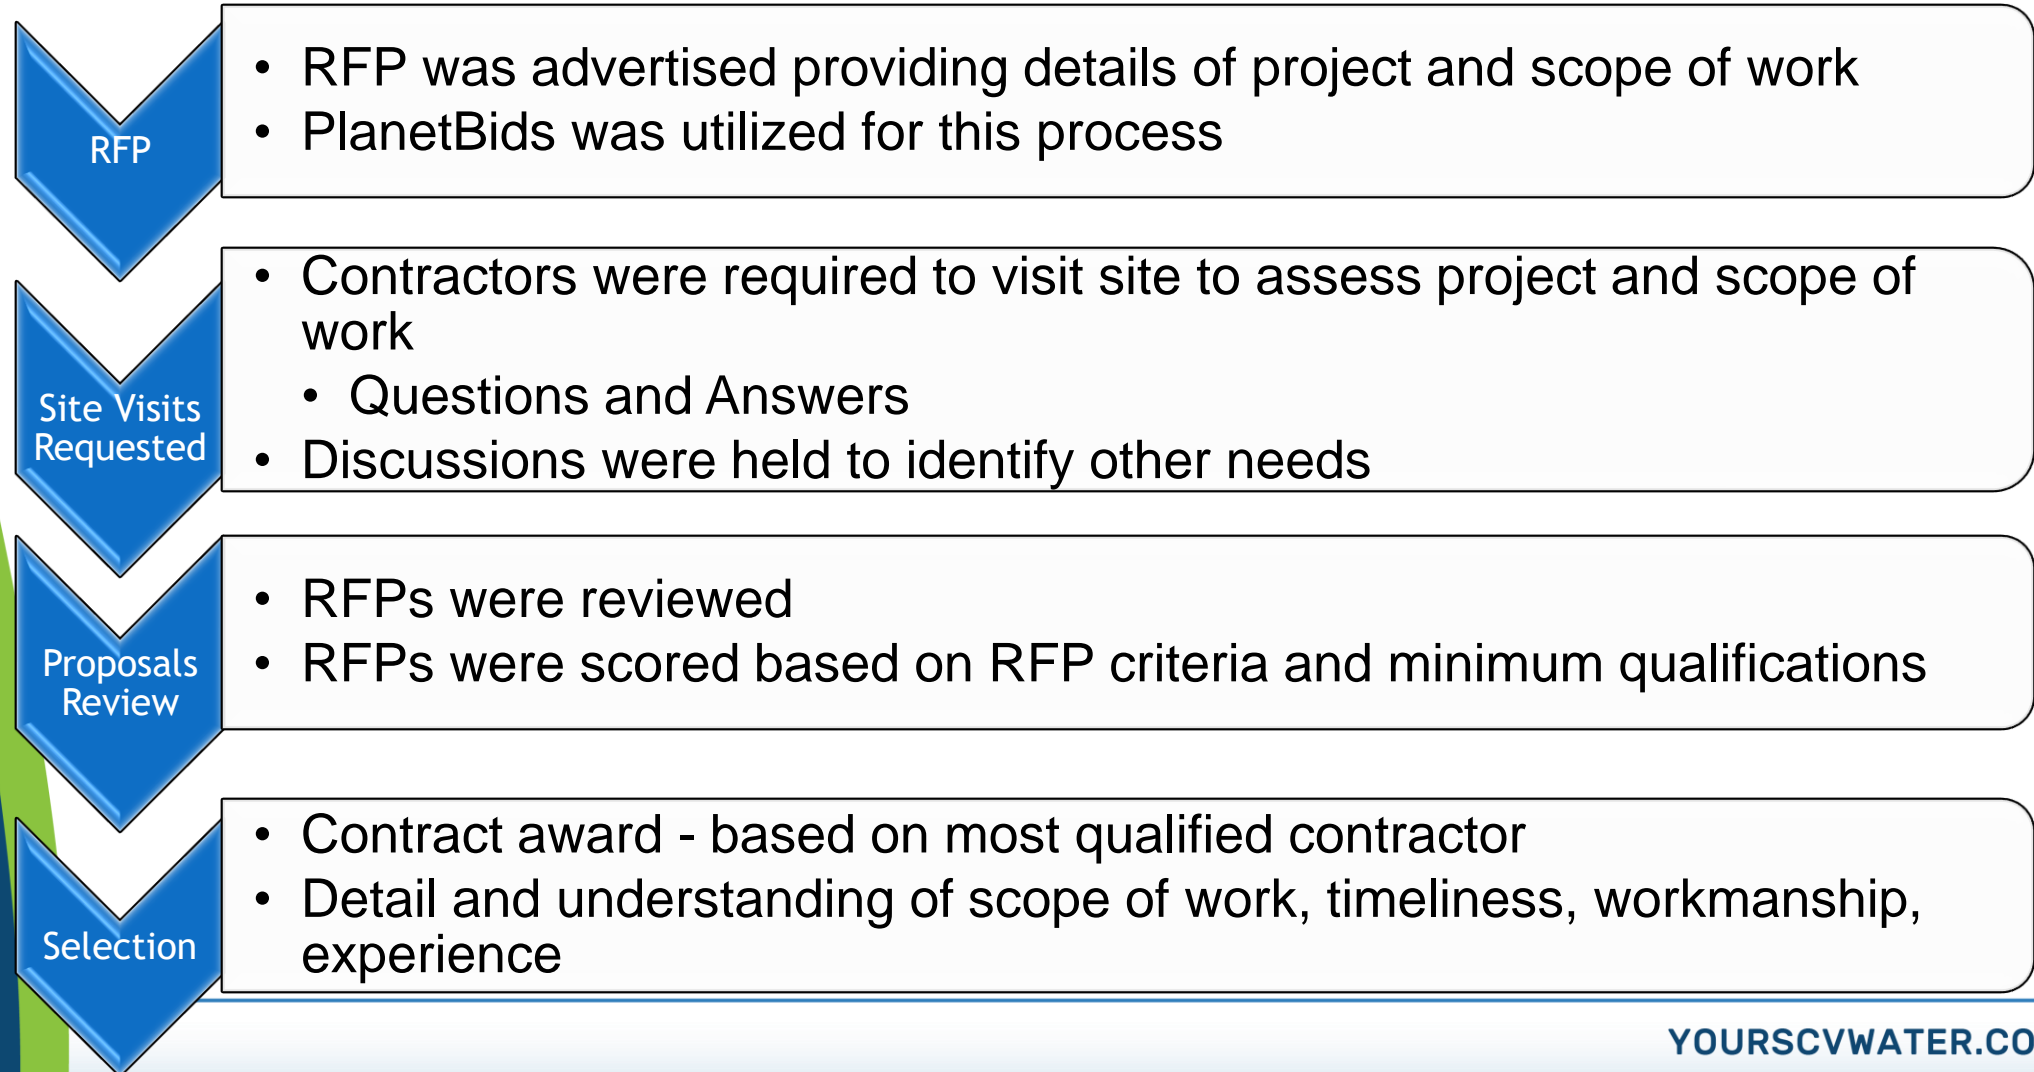 RFP
• RFP was advertised providing details of project and scope of work
• PlanetBids was utilized for this process
Site Visits
Requested
• Contractors were required to visit site to assess project and scope of
work
• Questions and Answers
• Discussions were held to identify other needs
Proposals
Review
• RFPs were reviewed
• RFPs were scored based on RFP criteria and minimum qualifications
Selection
• Contract award - based on most qualified contractor
• Detail and understanding of scope of work, timeliness, workmanship,
experience
YOURSCVWATER.CO